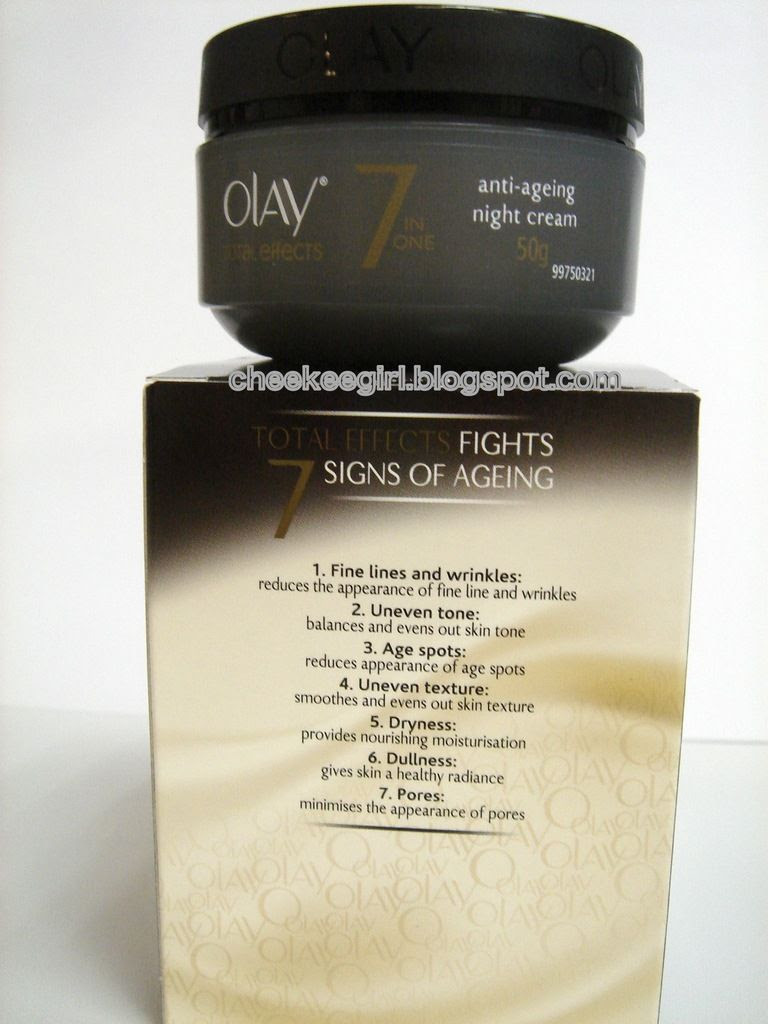 OLAY OL
OLAY®
total effects
7 IN ONE
anti-ageing
night cream
50g
99750321
cheekeegirl.blogspot.com
TOTAL EFFECTS FIGHTS
7 SIGNS OF AGEING
1. Fine lines and wrinkles:
reduces the appearance of fine line and wrinkles
2. Uneven tone:
balances and evens out skin tone
3. Age spots:
reduces appearance of age spots
4. Uneven texture:
smoothes and evens out skin texture
5. Dryness:
provides nourishing moisturisation
6. Dullness:
gives skin a healthy radiance
7. Pores:
minimises the appearance of pores